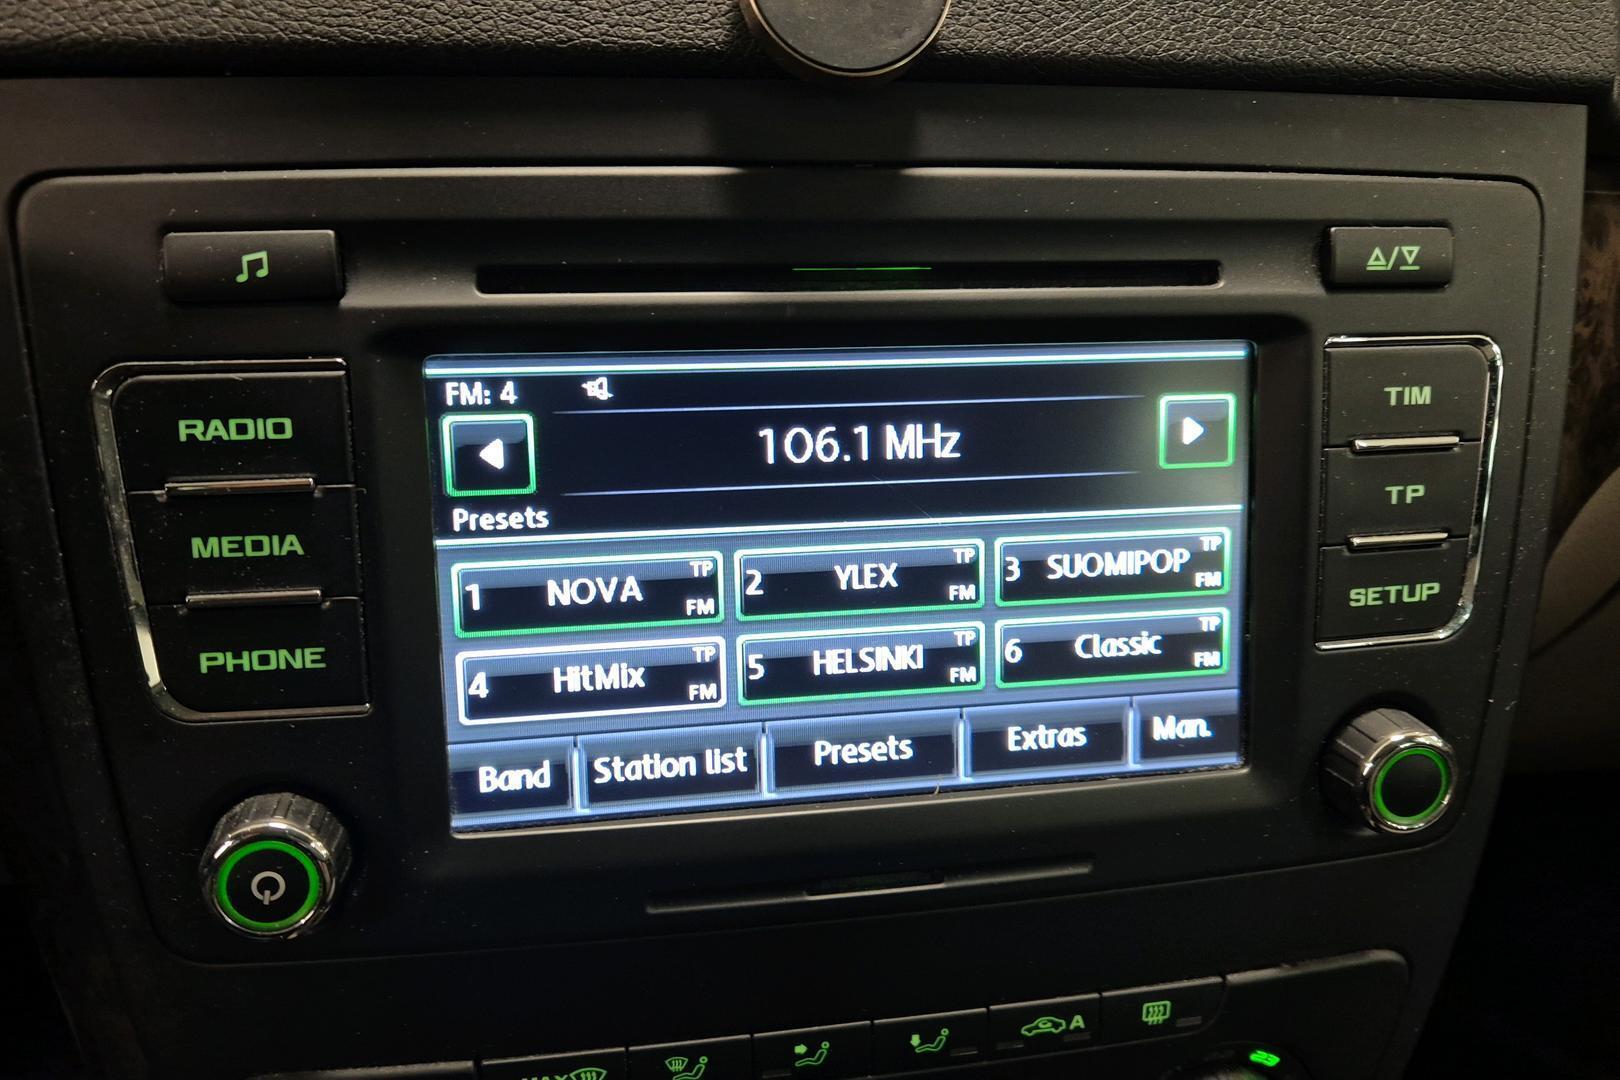 RADIO
MEDIA
PHONE
FM: 4
106.1 MHz
Presets
1 NOVA TP FM
2 YLEX TP FM
3 SUOMIPOP TP FM
4 HitMix TP FM
5 HELSINKI TP FM
6 Classic TP FM
Band
Station list
Presets
Extras
Man.
TIM
TP
SETUP
MAX
A
23